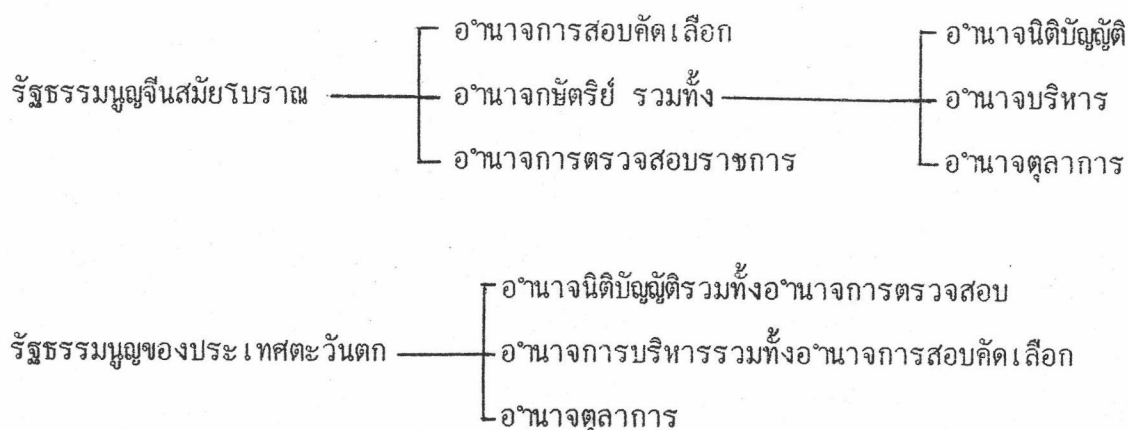 อำนาจการสอบคัดเลือก
อำนาจนิติบัญญัติ
รัฐธรรมนูญจีนสมัยโบราณ
อำนาจกษัตริย์ รวมทั้ง
อำนาจบริหาร
อำนาจการตรวจสอบราชการ
อำนาจตุลาการ
อำนาจนิติบัญญัติรวมทั้งอำนาจการตรวจสอบ
รัฐธรรมนูญของประเทศตะวันตก
อำนาจการบริหารรวมทั้งอำนาจการสอบคัดเลือก
อำนาจตุลาการ